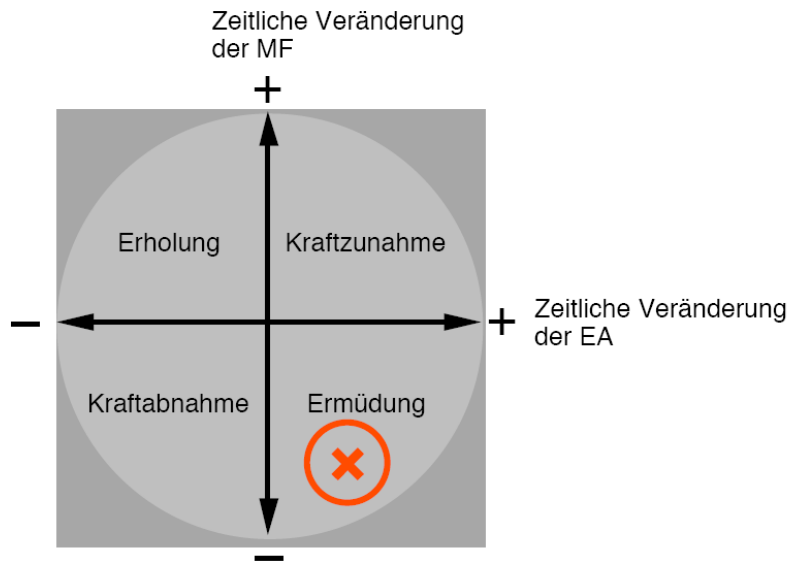 Zeitliche Veränderung
der MF
+
Erholung
Kraftzunahme
–
+
Zeitliche Veränderung
der EA
Kraftabnahme
Ermüdung
–